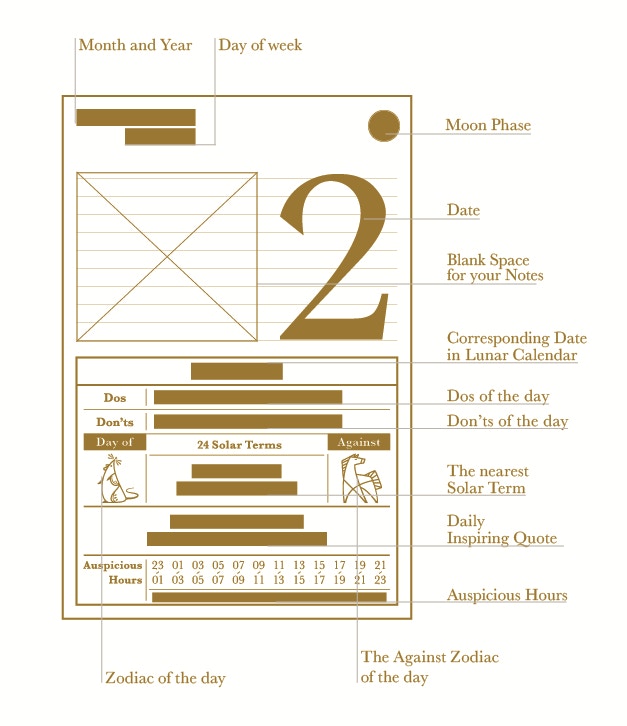 Month and Year
Day of week
Moon Phase
2
Date
Blank Space
for your Notes
Corresponding Date
in Lunar Calendar
Dos
Dos of the day
Don'ts
Don'ts of the day
Day of
24 Solar Terms
Against
The nearest
Solar Term
Daily
Inspiring Quote
Auspicious Hours
23 01 03 05 07 09 11 13 15 17 19 21
01 03 05 07 09 11 13 15 17 19 21 23
Auspicious Hours
Zodiac of the day
The Against Zodiac
of the day